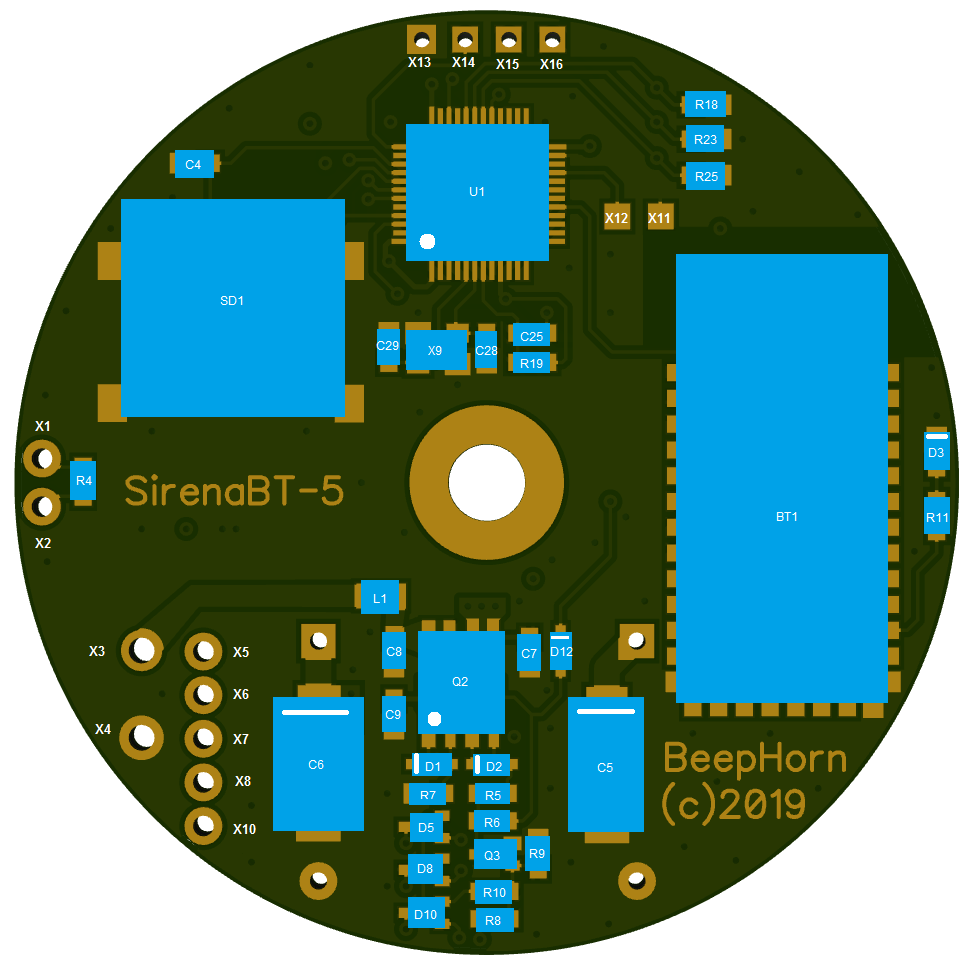 X13 X14 X15 X16
R18
R23
C4
R25
U1
X12 X11
SD1
C25
C29 X9 C28
R19
X1
D3
R4
SirenaBT-5
BT1
R11
X2
L1
X3 X5
C8 C7 D12
Q2
X6
C9
X4
X7
BeepHorn
C6 D1 D2 C5
X8
R7 R5
(c)2019
R6
X10 D5
Q3 R9
D8
R10
D10 R8